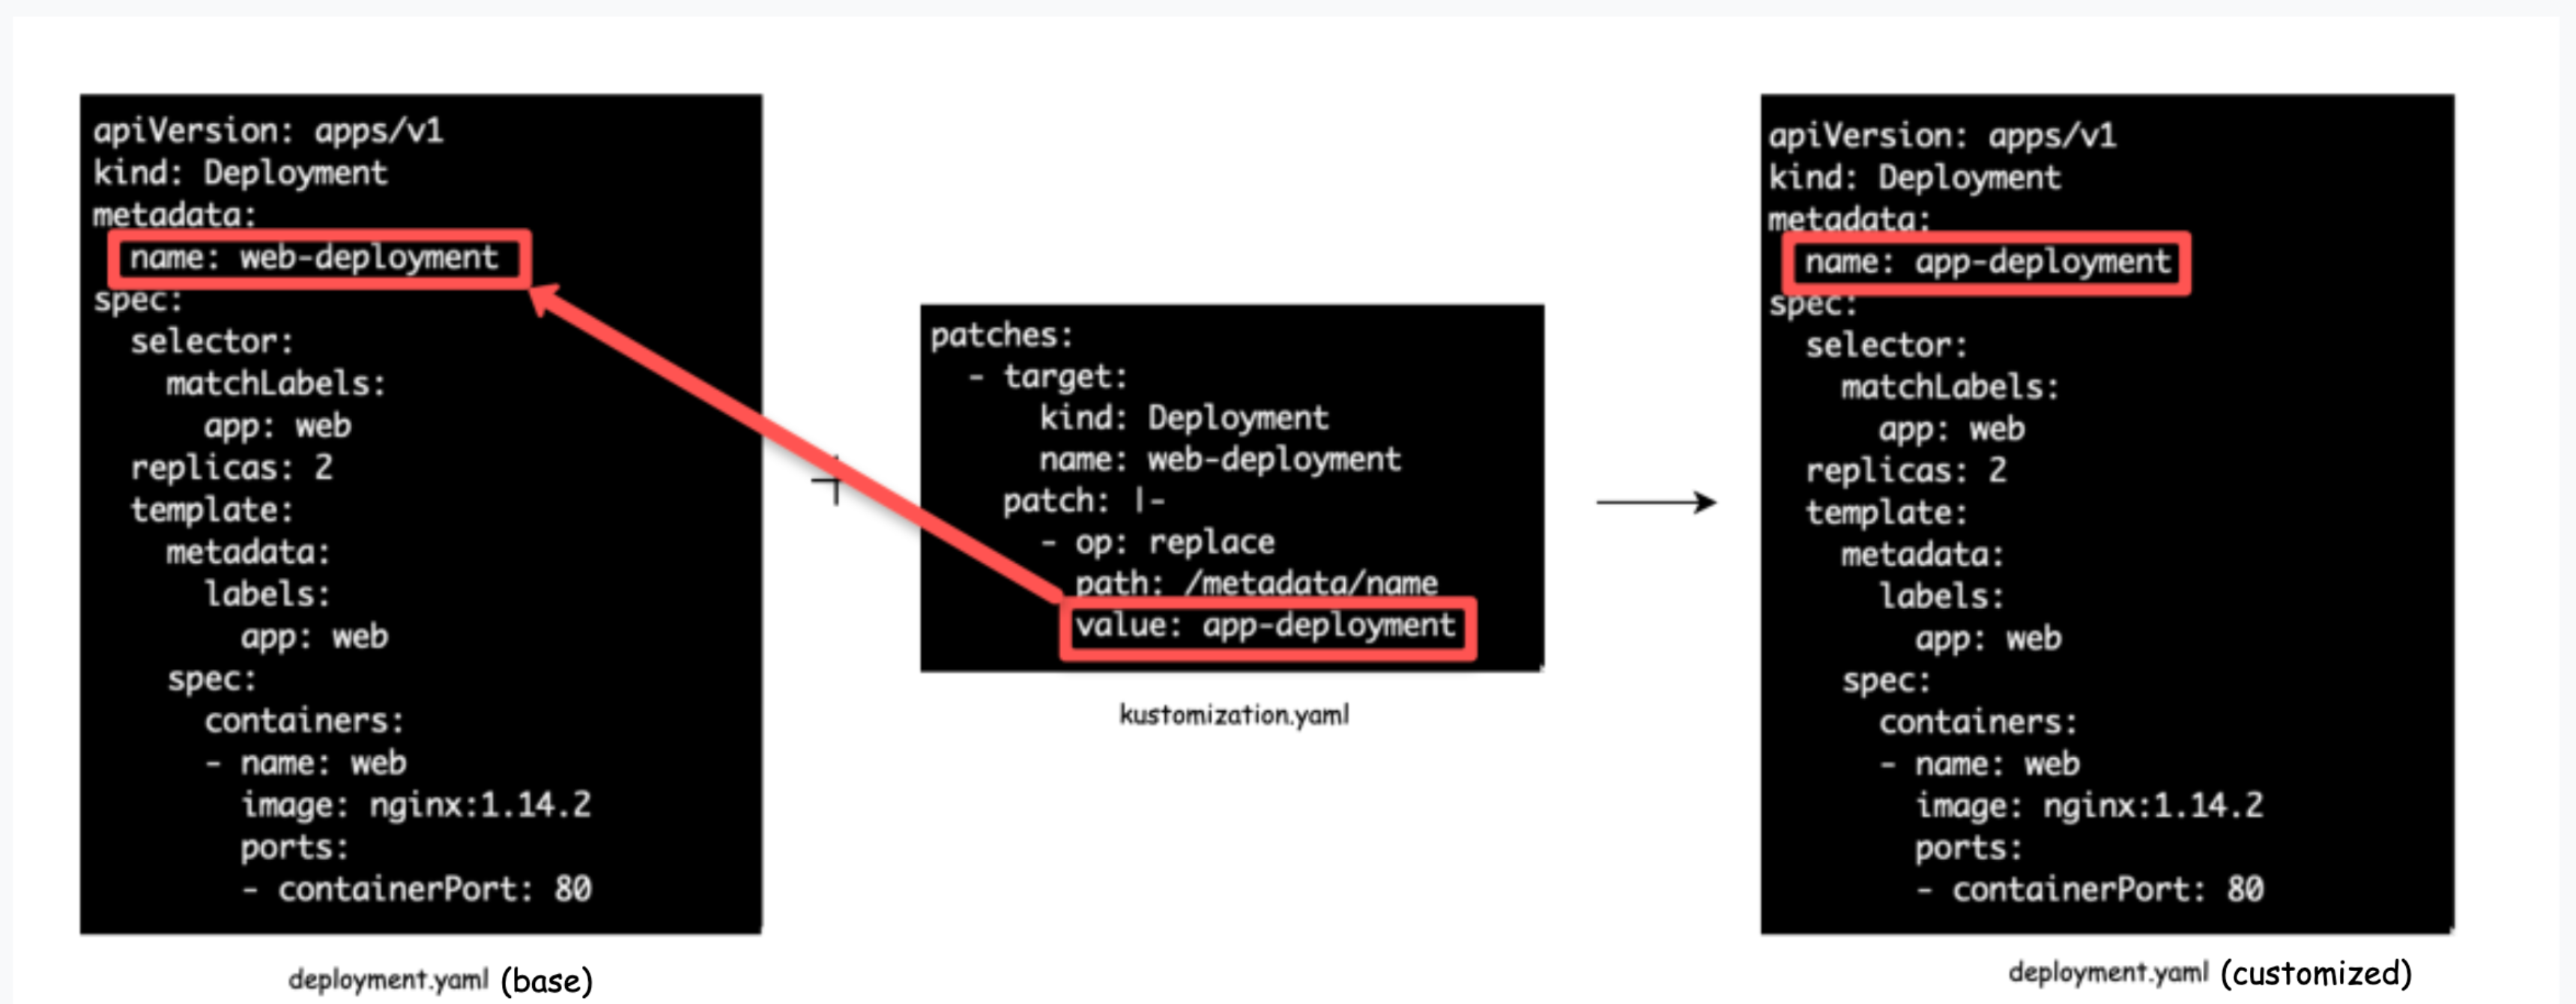 apiVersion: apps/v1
kind: Deployment
metadata:
  name: web-deployment
spec:
  selector:
    matchLabels:
      app: web
  replicas: 2
  template:
    metadata:
      labels:
        app: web
    spec:
      containers:
      - name: web
        image: nginx:1.14.2
        ports:
        - containerPort: 80
deployment.yaml (base)
patches:
  - target:
      kind: Deployment
      name: web-deployment
    patch: |-
      - op: replace
        path: /metadata/name
        value: app-deployment
kustomization.yaml
apiVersion: apps/v1
kind: Deployment
metadata:
  name: app-deployment
spec:
  selector:
    matchLabels:
      app: web
  replicas: 2
  template:
    metadata:
      labels:
        app: web
    spec:
      containers:
      - name: web
        image: nginx:1.14.2
        ports:
        - containerPort: 80
deployment.yaml (customized)